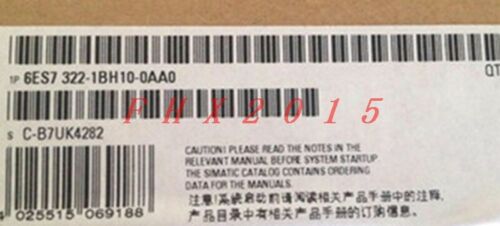 1P 6ES7 322-1BH10-0AA0
QT
FHX2015
S C-B7UK4282
CAUTION! PLEASE READ THE NOTES IN THE
RELEVANT MANUAL BEFORE SYSTEM STARTUP.
THE SIMATIC CATALOG CONTAINS ORDERING
DATA FOR THE MANUALS.
注意!系统启动前请阅读相关产品手册中的注释,
产品目录中有相关产品手册的订购信息。
4 025515 069188